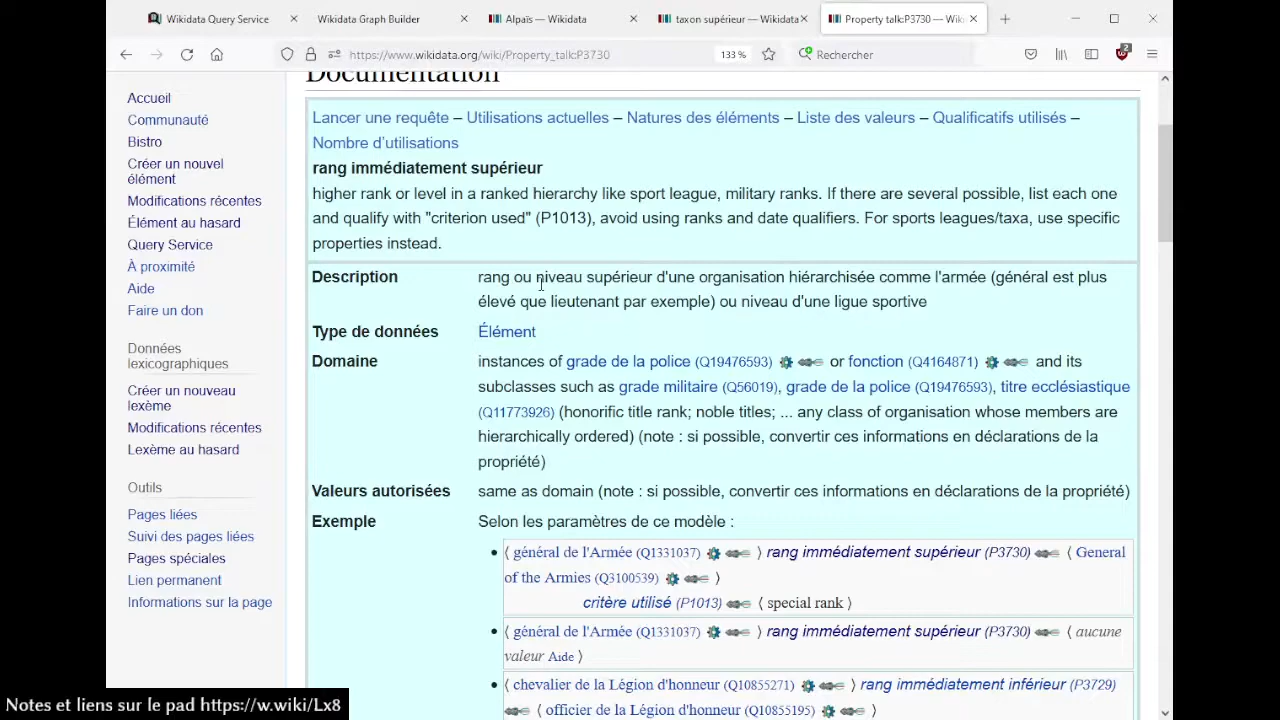 Wikidata Query Service
Wikidata Graph Builder
Alpaïs — Wikidata
taxon supérieur — Wikidata
Property talk:P3730 — Wiki
https://www.wikidata.org/wiki/Property_talk:P3730
133 %
Rechercher
2
Documentation
Accueil
Communauté
Bistro
Créer un nouvel
élément
Modifications récentes
Élément au hasard
Query Service
À proximité
Aide
Faire un don
Données
lexicographiques
Créer un nouveau
lexème
Modifications récentes
Lexème au hasard
Outils
Pages liées
Suivi des pages liées
Pages spéciales
Lien permanent
Informations sur la page
Lancer une requête – Utilisations actuelles – Natures des éléments – Liste des valeurs – Qualificatifs utilisés –
Nombre d’utilisations
rang immédiatement supérieur
higher rank or level in a ranked hierarchy like sport league, military ranks. If there are several possible, list each one
and qualify with "criterion used" (P1013), avoid using ranks and date qualifiers. For sports leagues/taxa, use specific
properties instead.
Description rang ou niveau supérieur d'une organisation hiérarchisée comme l'armée (général est plus
élevé que lieutenant par exemple) ou niveau d'une ligue sportive
Type de données Élément
Domaine instances of grade de la police (Q19476593) or fonction (Q4164871) and its
subclasses such as grade militaire (Q56019), grade de la police (Q19476593), titre ecclésiastique
(Q11773926) (honorific title rank; noble titles; ... any class of organisation whose members are
hierarchically ordered) (note : si possible, convertir ces informations en déclarations de la
propriété)
Valeurs autorisées same as domain (note : si possible, convertir ces informations en déclarations de la propriété)
Exemple Selon les paramètres de ce modèle :
• ⟨ général de l'Armée (Q1331037) ⟩ rang immédiatement supérieur (P3730) ⟨ General
of the Armies (Q3100539) ⟩
critère utilisé (P1013) ⟨ special rank ⟩
• ⟨ général de l'Armée (Q1331037) ⟩ rang immédiatement supérieur (P3730) ⟨ aucune
valeur Aide ⟩
• ⟨ chevalier de la Légion d'honneur (Q10855271) ⟩ rang immédiatement inférieur (P3729)
⟨ officier de la Légion d'honneur (Q10855195) ⟩
Notes et liens sur le pad https://w.wiki/Lx8